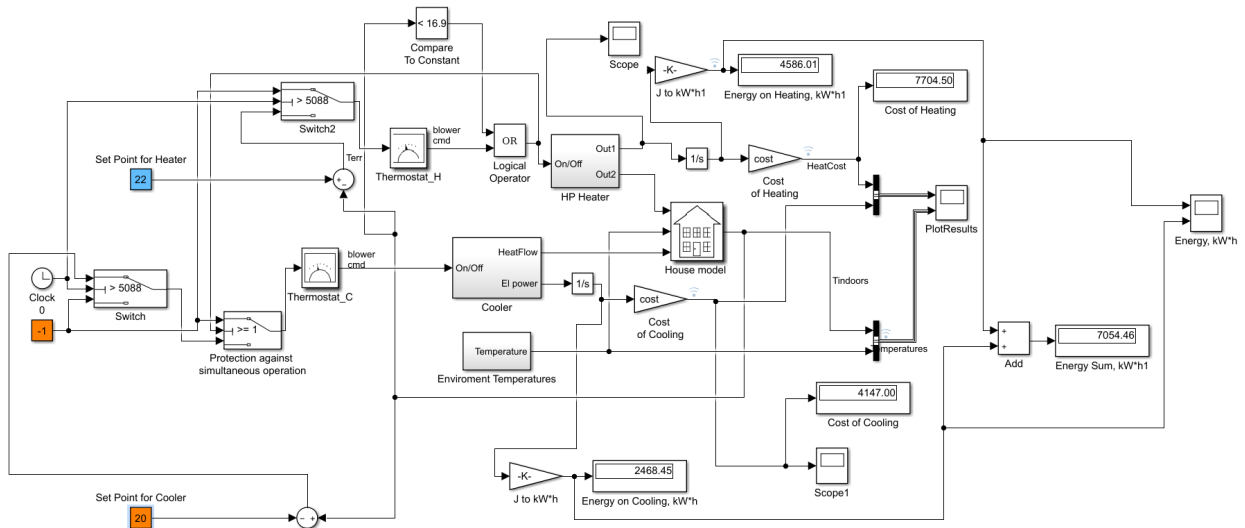 < 16.9
Compare
To Constant
Scope
-K-
J to kW*h1
4586.01
Energy on Heating, kW*h1
7704.50
Cost of Heating
> 5088
Switch2
Terr
blower
cmd
Thermostat_H
OR
Logical
Operator
On/Off
Out1
Out2
HP Heater
1/s
cost
Cost
of Heating
HeatCost
PlotResults
Energy, kW*h
Set Point for Heater
22
+
−
House model
Clock
0
-1
> 5088
Switch
>= 1
Protection against
simultaneous operation
blower
cmd
Thermostat_C
On/Off
HeatFlow
El power
Cooler
1/s
cost
Cost
of Cooling
Tindoors
Temperature
Enviroment Temperatures
Temperatures
+
+
Add
7054.46
Energy Sum, kW*h1
4147.00
Cost of Cooling
Scope1
-K-
J to kW*h
2468.45
Energy on Cooling, kW*h
Set Point for Cooler
20
− +